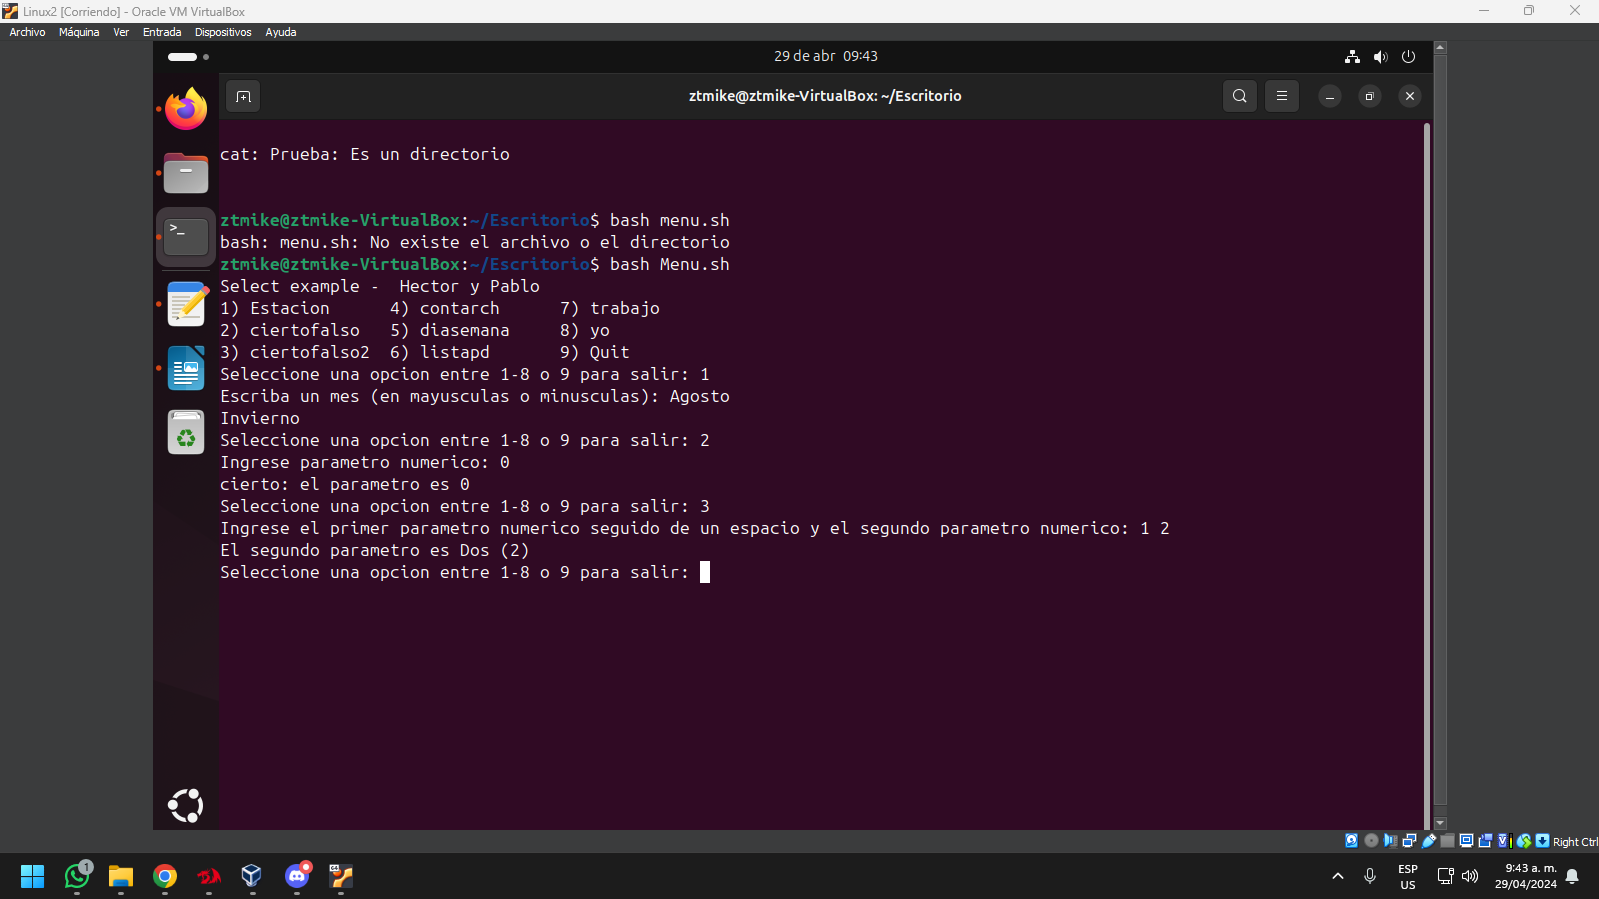 Linux2 [Corriendo] - Oracle VM VirtualBox
Archivo Máquina Ver Entrada Dispositivos Ayuda
29 de abr 09:43
ztmike@ztmike-VirtualBox: ~/Escritorio
cat: Prueba: Es un directorio
ztmike@ztmike-VirtualBox:~/Escritorio$ bash menu.sh
bash: menu.sh: No existe el archivo o el directorio
ztmike@ztmike-VirtualBox:~/Escritorio$ bash Menu.sh
Select example -  Hector y Pablo
1) Estacion      4) contarch      7) trabajo
2) ciertofalso   5) diasemana     8) yo
3) ciertofalso2  6) listapd       9) Quit
Seleccione una opcion entre 1-8 o 9 para salir: 1
Escriba un mes (en mayusculas o minusculas): Agosto
Invierno
Seleccione una opcion entre 1-8 o 9 para salir: 2
Ingrese parametro numerico: 0
cierto: el parametro es 0
Seleccione una opcion entre 1-8 o 9 para salir: 3
Ingrese el primer parametro numerico seguido de un espacio y el segundo parametro numerico: 1 2
El segundo parametro es Dos (2)
Seleccione una opcion entre 1-8 o 9 para salir:
Right Ctrl
1
ESP
US
9:43 a. m.
29/04/2024